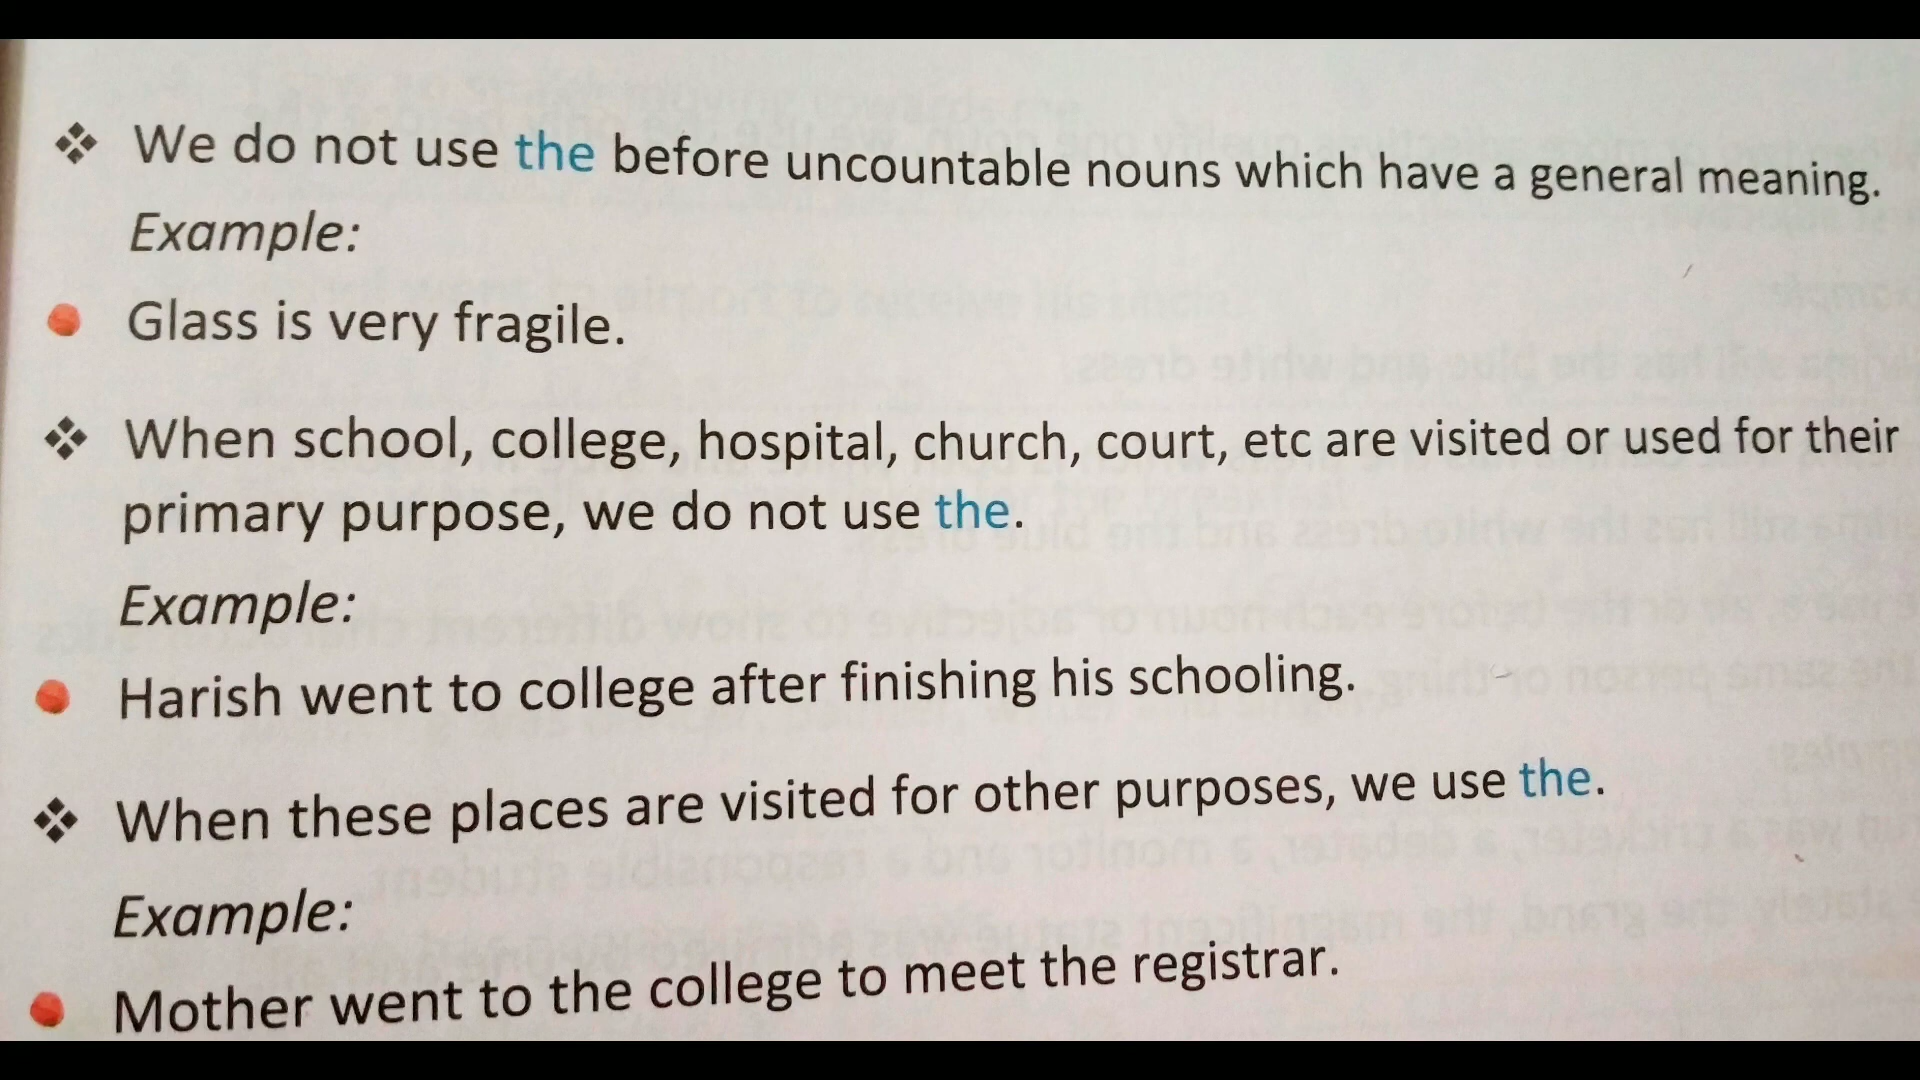 ❖ We do not use the before uncountable nouns which have a general meaning.
Example:
● Glass is very fragile.
❖ When school, college, hospital, church, court, etc are visited or used for their
primary purpose, we do not use the.
Example:
● Harish went to college after finishing his schooling.
❖ When these places are visited for other purposes, we use the.
Example:
● Mother went to the college to meet the registrar.